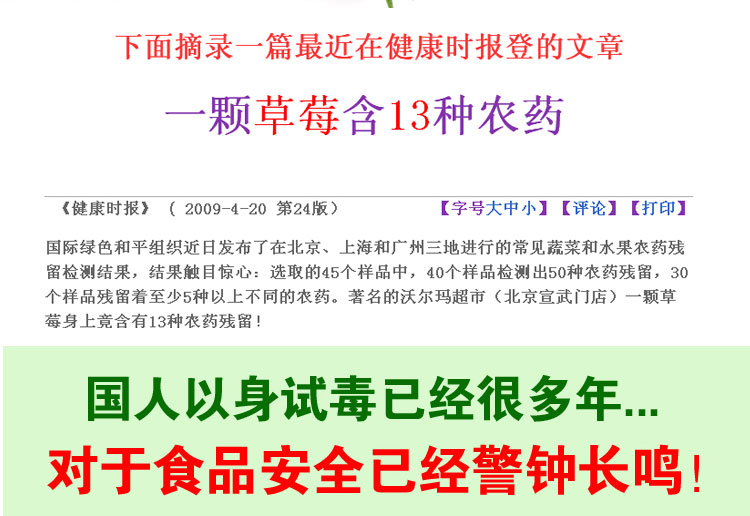 下面摘录一篇最近在健康时报登的文章
一颗草莓含13种农药
《健康时报》 ( 2009-4-20 第24版) 【字号大中小】【评论】【打印】
国际绿色和平组织近日发布了在北京、上海和广州三地进行的常见蔬菜和水果农药残
留检测结果，结果触目惊心：选取的45个样品中，40个样品检测出50种农药残留，30
个样品残留着至少5种以上不同的农药。著名的沃尔玛超市（北京宣武门店）一颗草
莓身上竟含有13种农药残留!
国人以身试毒已经很多年...
对于食品安全已经警钟长鸣!